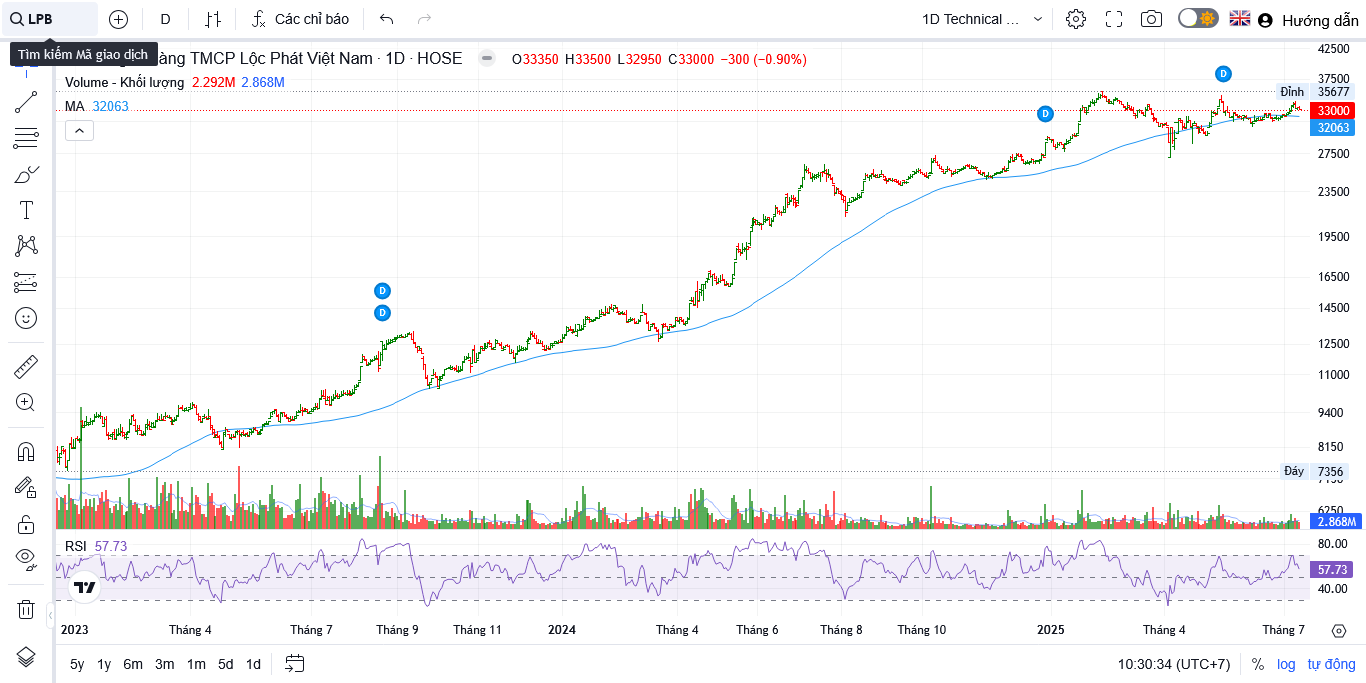 LPB
D
Các chỉ báo
1D Technical ...
Hướng dẫn
Tìm kiếm Mã giao dịch
àng TMCP Lộc Phát Việt Nam · 1D · HOSE
O33350 H33500 L32950 C33000 −300 (−0.90%)
Volume - Khối lượng 2.292M 2.868M
MA 32063
D
D
D
D
42500
37500
Đỉnh 35677
33000
32063
27500
23500
19500
16500
14500
12500
11000
9400
8150
Đáy 7356
6250
2.868M
RSI 57.73
80.00
57.73
40.00
2023 Tháng 4 Tháng 7 Tháng 9 Tháng 11 2024 Tháng 4 Tháng 6 Tháng 8 Tháng 10 2025 Tháng 4 Tháng 7
5y 1y 6m 3m 1m 5d 1d
10:30:34 (UTC+7) % log tự động